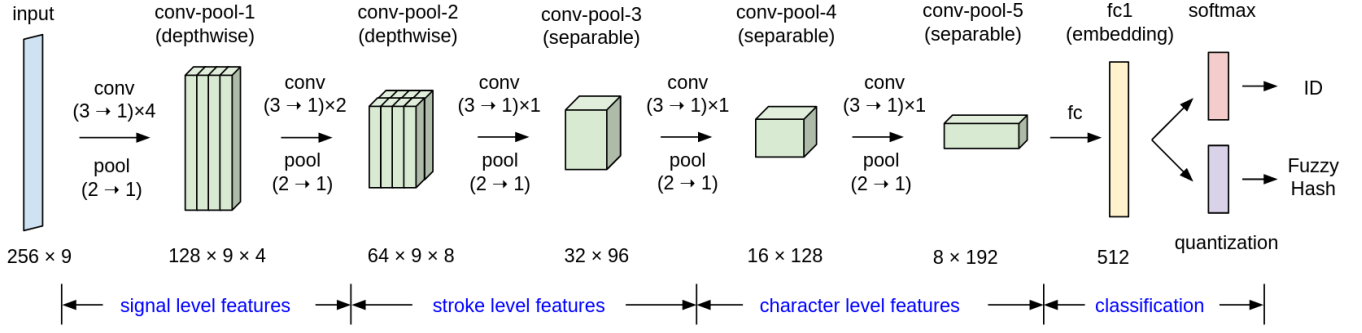 input
conv-pool-1
(depthwise)
conv-pool-2
(depthwise)
conv-pool-3
(separable)
conv-pool-4
(separable)
conv-pool-5
(separable)
fc1
(embedding)
softmax
conv
(3 → 1)×4
pool
(2 → 1)
conv
(3 → 1)×2
pool
(2 → 1)
conv
(3 → 1)×1
pool
(2 → 1)
conv
(3 → 1)×1
pool
(2 → 1)
conv
(3 → 1)×1
pool
(2 → 1)
fc
ID
Fuzzy
Hash
quantization
256 × 9
128 × 9 × 4
64 × 9 × 8
32 × 96
16 × 128
8 × 192
512
signal level features
stroke level features
character level features
classification